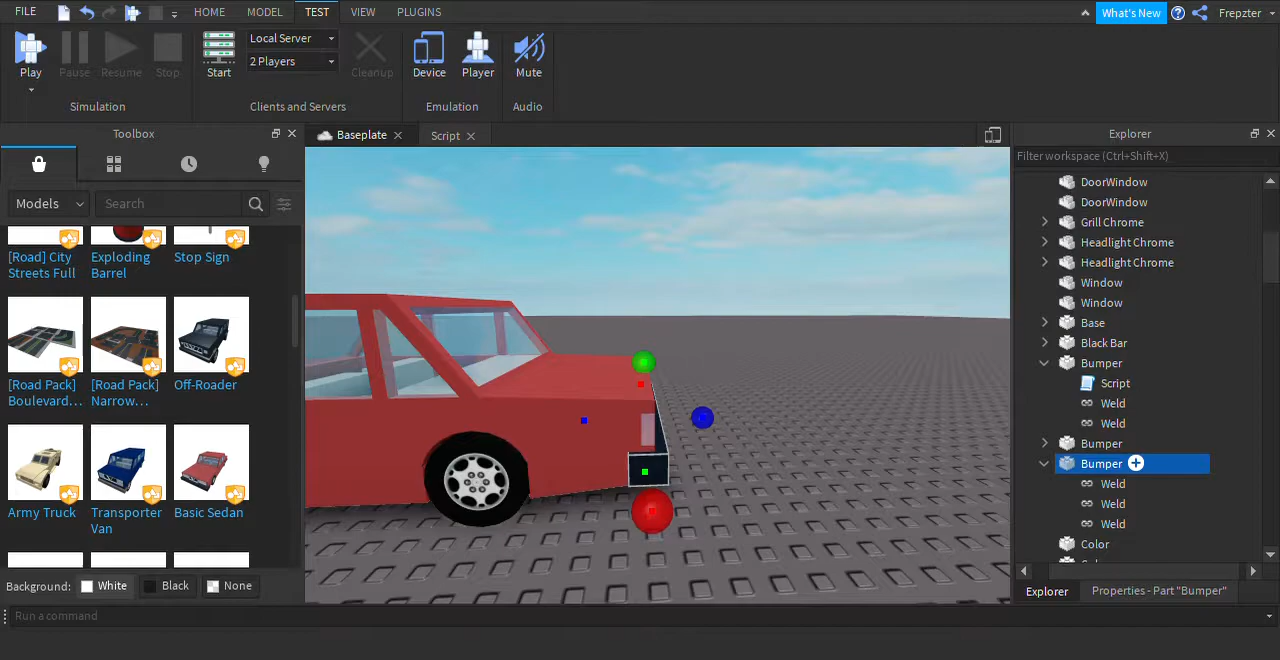 FILE
HOME
MODEL
TEST
VIEW
PLUGINS
What's New
Frepzter
Play
Pause
Resume
Stop
Simulation
Start
Local Server
2 Players
Cleanup
Clients and Servers
Device
Player
Emulation
Mute
Audio
Toolbox
Models
Search
[Road] City
Streets Full
Exploding
Barrel
Stop Sign
[Road Pack]
Boulevard...
[Road Pack]
Narrow...
Off-Roader
Army Truck
Transporter
Van
Basic Sedan
Background:
White
Black
None
Baseplate
Script
Explorer
Filter workspace (Ctrl+Shift+X)
DoorWindow
DoorWindow
Grill Chrome
Headlight Chrome
Headlight Chrome
Window
Window
Base
Black Bar
Bumper
Script
Weld
Weld
Bumper
Bumper
Weld
Weld
Weld
Color
Explorer
Properties - Part "Bumper"
Run a command